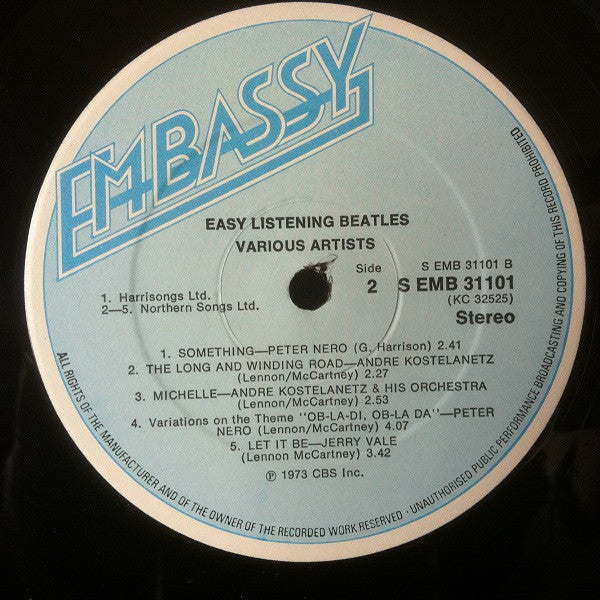 EMBASSY
EASY LISTENING BEATLES
VARIOUS ARTISTS
1. Harrisongs Ltd.
2—5. Northern Songs Ltd.
Side
2
S EMB 31101 B
S EMB 31101
(KC 32525)
Stereo
1. SOMETHING—PETER NERO (G. Harrison) 2.41
2. THE LONG AND WINDING ROAD—ANDRE KOSTELANETZ
(Lennon/McCartney) 2.27
3. MICHELLE—ANDRE KOSTELANETZ & HIS ORCHESTRA
(Lennon/McCartney) 2.53
4. Variations on the Theme "OB-LA-DI, OB-LA DA"—PETER
NERO (Lennon/McCartney) 4.07
5. LET IT BE—JERRY VALE
(Lennon McCartney) 3.42
℗ 1973 CBS Inc.
ALL RIGHTS OF THE MANUFACTURER AND OF THE OWNER OF THE RECORDED WORK RESERVED · UNAUTHORISED PUBLIC PERFORMANCE BROADCASTING AND COPYING OF THIS RECORD PROHIBITED